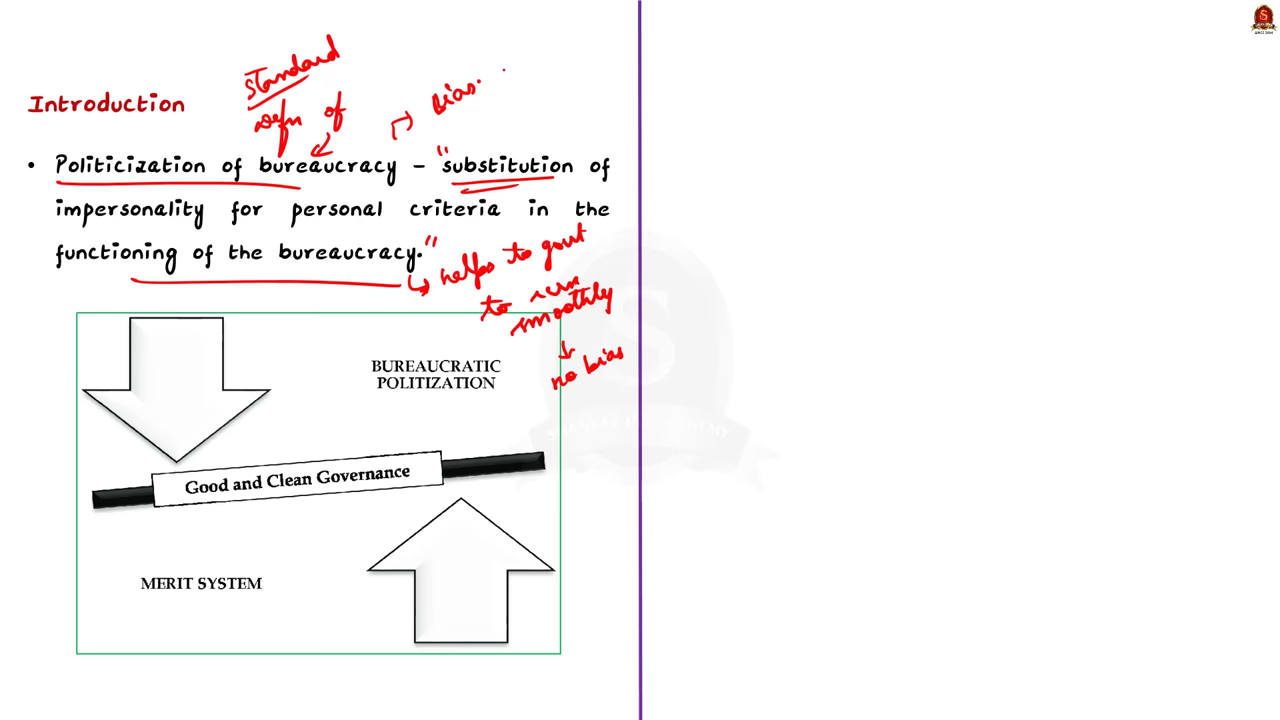 standard
defn of
Bias.
Introduction
• Politicization of bureaucracy – "substitution of
impersonality for personal criteria in the
functioning of the bureaucracy."
helps to govt
to run
smoothly
no bias
BUREAUCRATIC
POLITIZATION
Good and Clean Governance
MERIT SYSTEM
S